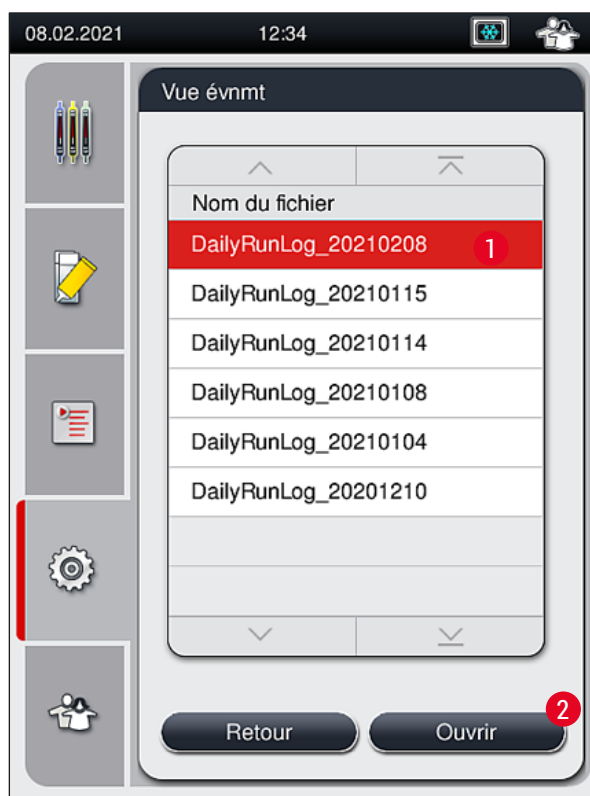 08.02.2021 12:34
Vue évnmt
Nom du fichier
DailyRunLog_20210208 1
DailyRunLog_20210115
DailyRunLog_20210114
DailyRunLog_20210108
DailyRunLog_20210104
DailyRunLog_20201210
2
Retour Ouvrir